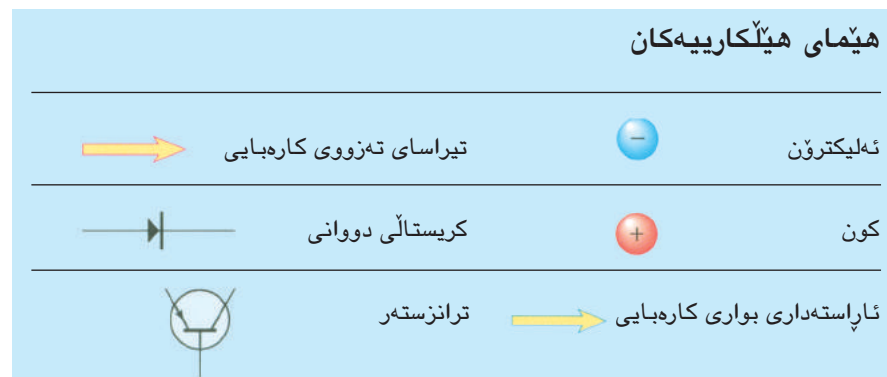 هێمای هێڵکارییەکان
ئەلیکترۆن
−
تیراسای تەزووی کارەبایی
کون
+
کریستاڵی دووانی
ئاڕاستەداری بواری کارەبایی
ترانزستەر